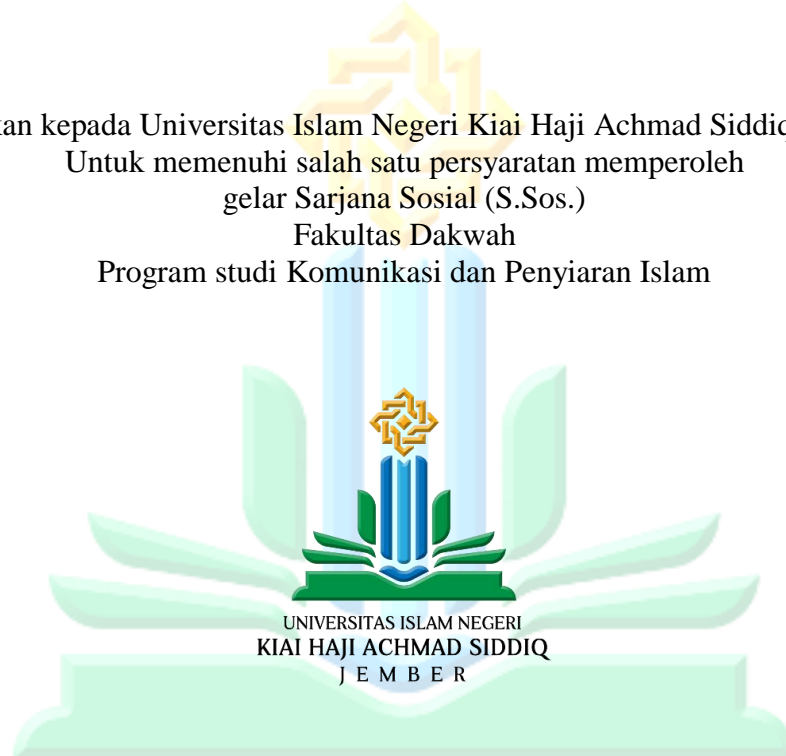 kepada Universitas Islam Negeri Kiai Haji Achmad
Untuk memenuhi salah satu persyaratan memperoleh
gelar Sarjana Sosial (S.Sos.)
Fakultas Dakwah
Program studi Komunikasi dan Penyiaran Islam
UNIVERSITAS ISLAM NEGERI
KIAI HAJI ACHMAD SIDDIQ
JEMBER